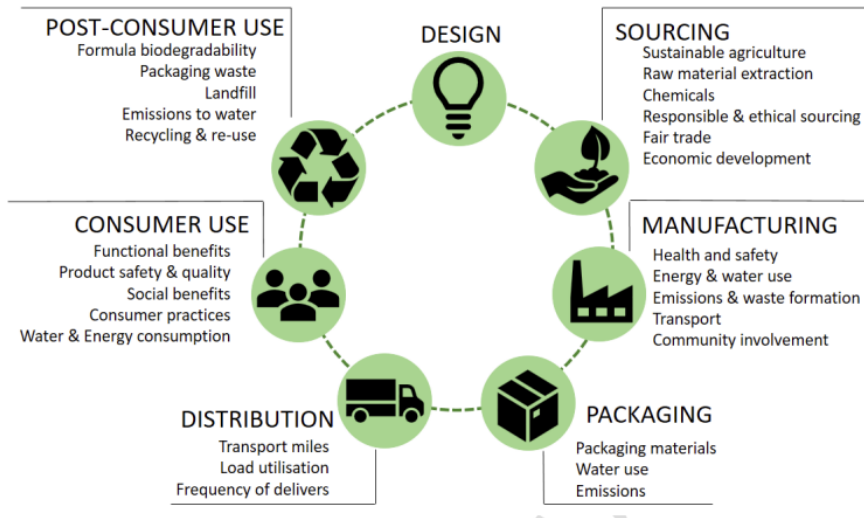 POST-CONSUMER USE
Formula biodegradability
Packaging waste
Landfill
Emissions to water
Recycling & re-use
DESIGN
SOURCING
Sustainable agriculture
Raw material extraction
Chemicals
Responsible & ethical sourcing
Fair trade
Economic development
CONSUMER USE
Functional benefits
Product safety & quality
Social benefits
Consumer practices
Water & Energy consumption
MANUFACTURING
Health and safety
Energy & water use
Emissions & waste formation
Transport
Community involvement
DISTRIBUTION
Transport miles
Load utilisation
Frequency of delivers
PACKAGING
Packaging materials
Water use
Emissions